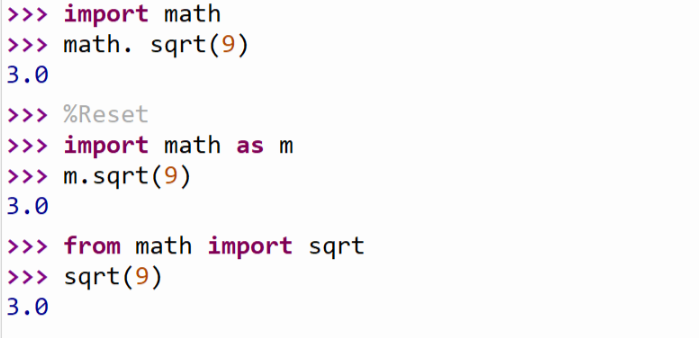 >>> import math
>>> math. sqrt(9)
3.0
>>> %Reset
>>> import math as m
>>> m.sqrt(9)
3.0
>>> from math import sqrt
>>> sqrt(9)
3.0